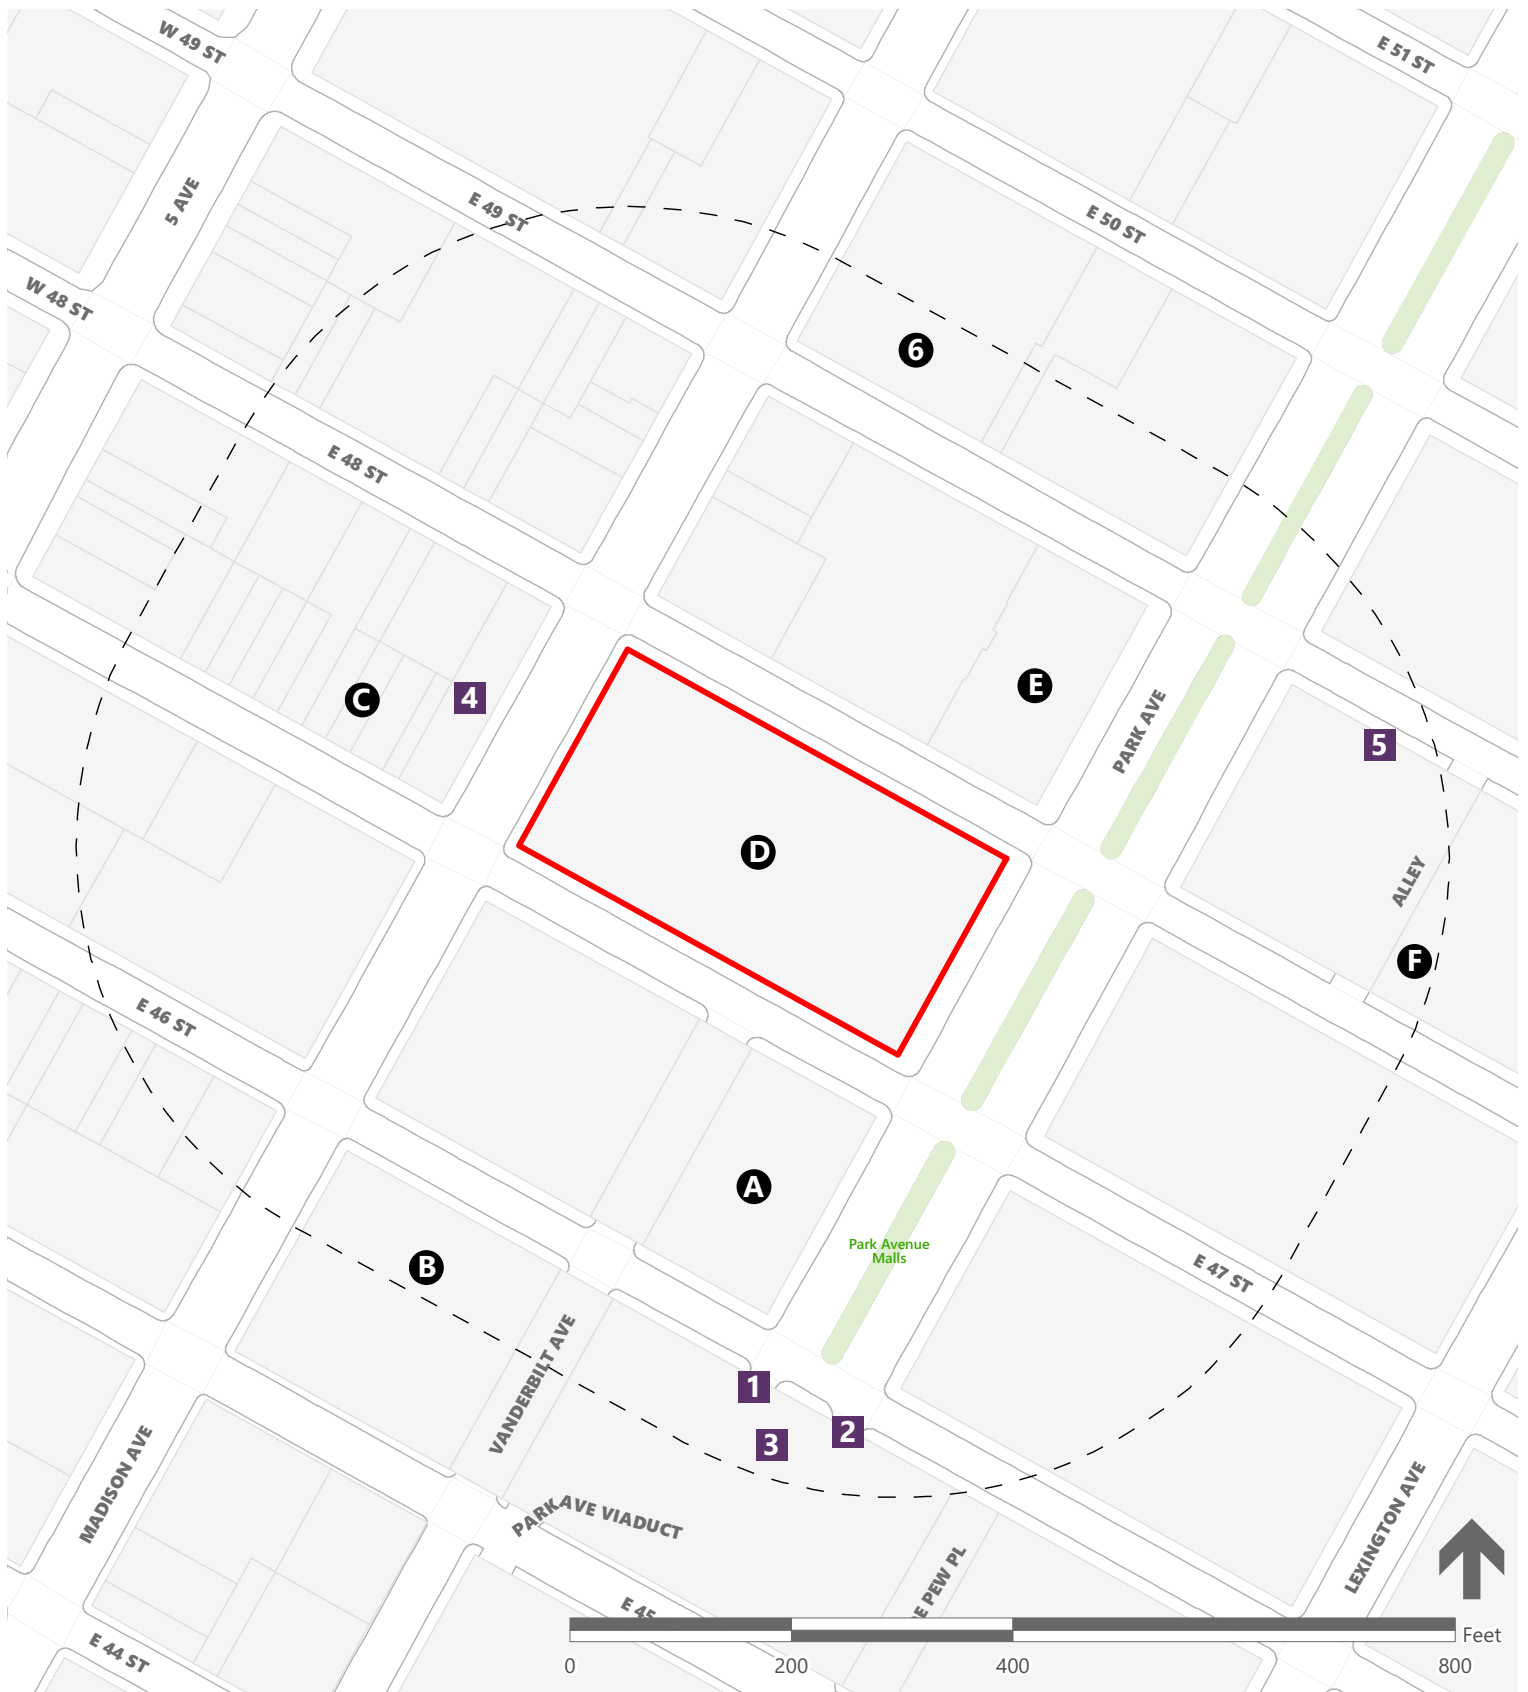 W 49 ST
E 51 ST
5 AVE
E 49 ST
E 50 ST
W 48 ST
6
E 48 ST
C
4
E
PARK AVE
5
D
ALLEY
F
E 46 ST
A
Park Avenue
Malls
B
E 47 ST
VANDERBILT AVE
1
2
3
MADISON AVE
PARK AVE VIADUCT
LEXINGTON AVE
E PEW PL
E 45
E 44 ST
Feet
0 200 400 800